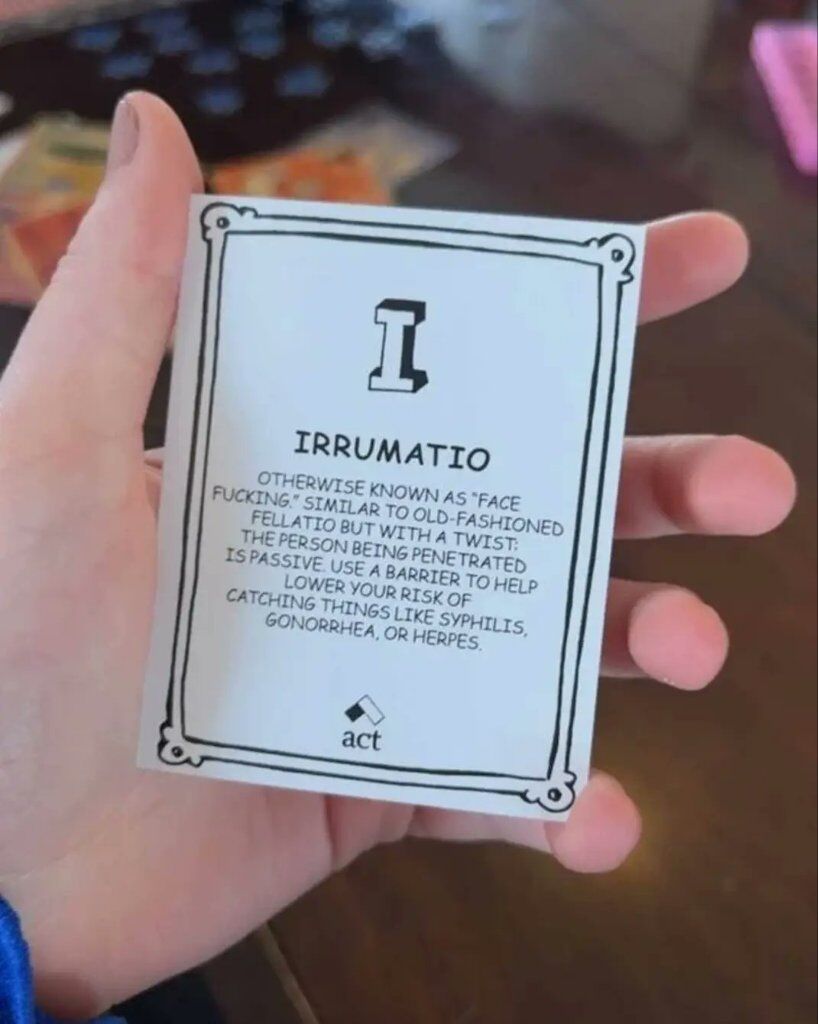 I
IRRUMATIO
OTHERWISE KNOWN AS "FACE
FUCKING." SIMILAR TO OLD-FASHIONED
FELLATIO BUT WITH A TWIST:
THE PERSON BEING PENETRATED
IS PASSIVE. USE A BARRIER TO HELP
LOWER YOUR RISK OF
CATCHING THINGS LIKE SYPHILIS,
GONORRHEA, OR HERPES.
act